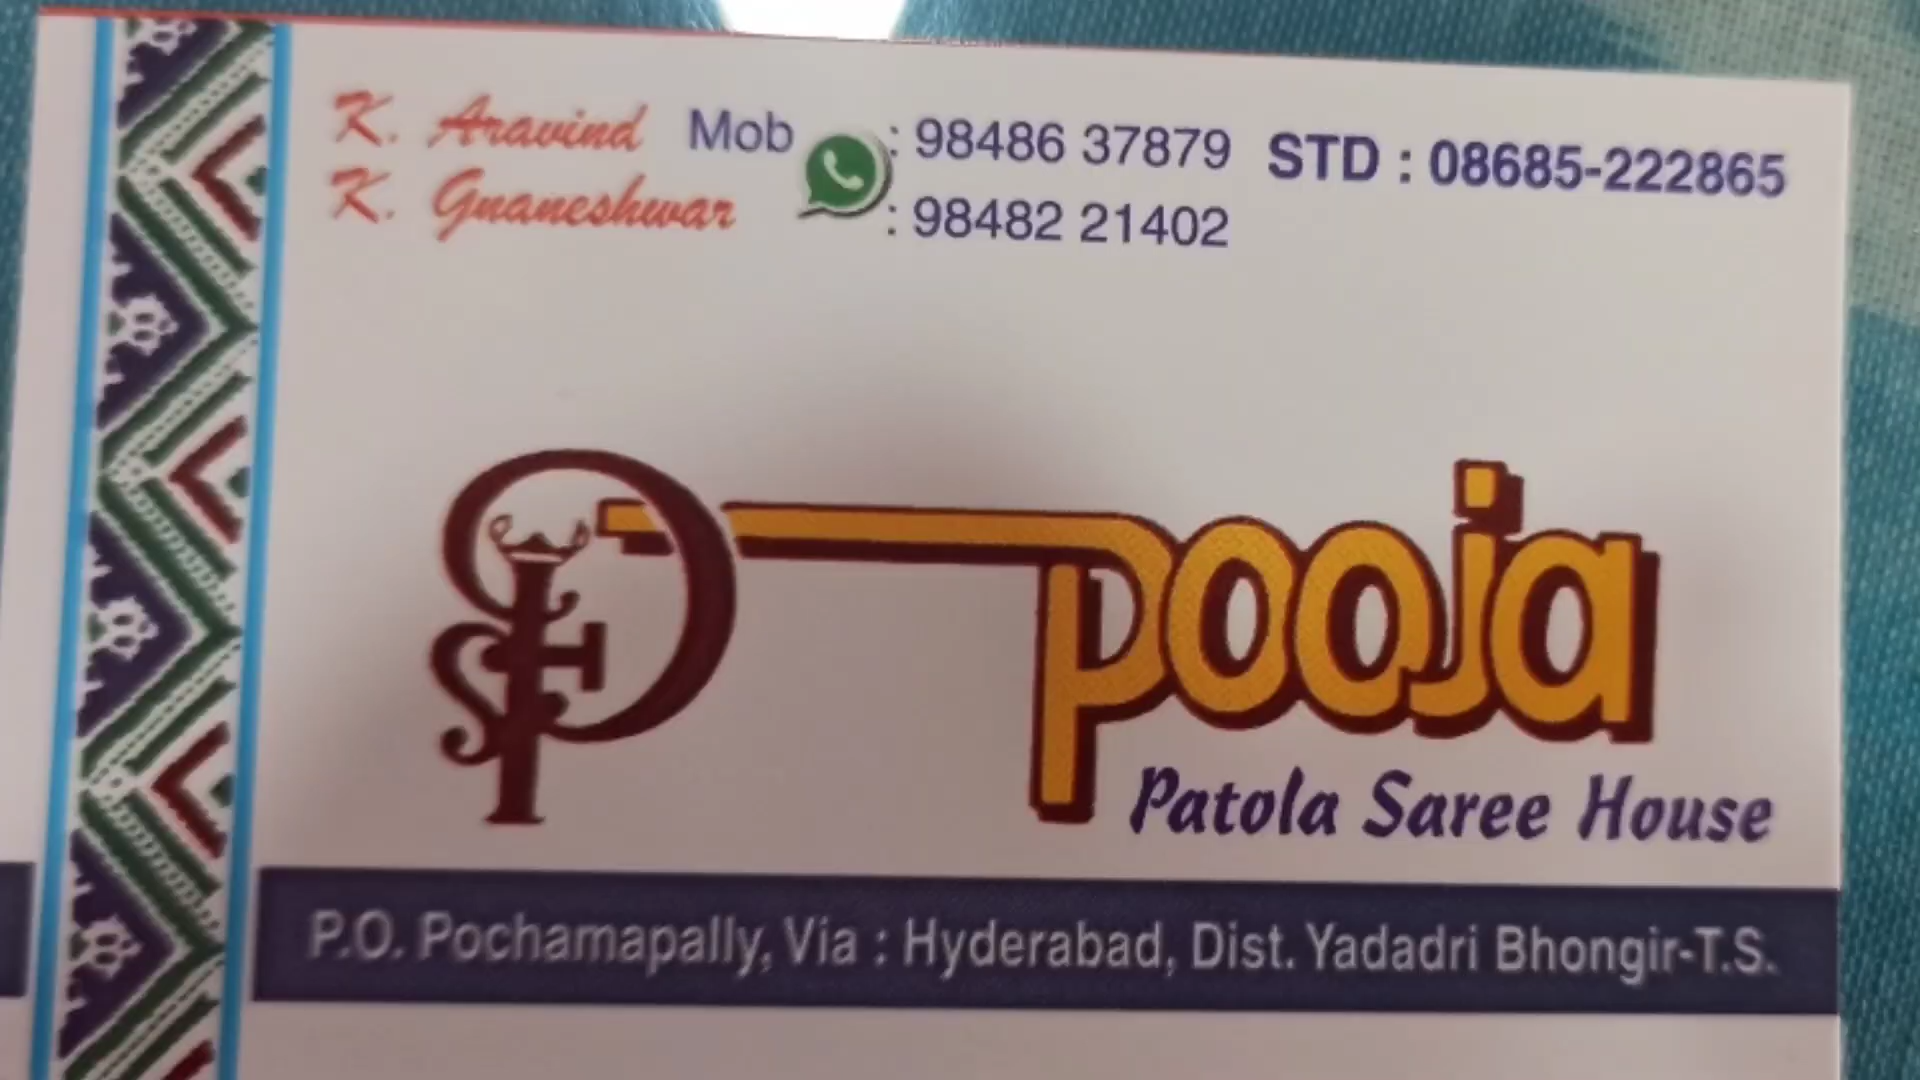 K. Aravind Mob : 98486 37879 STD : 08685-222865
K. Gnaneshwar : 98482 21402
pooja
Patola Saree House
P.O. Pochamapally, Via : Hyderabad, Dist. Yadadri Bhongir-T.S.